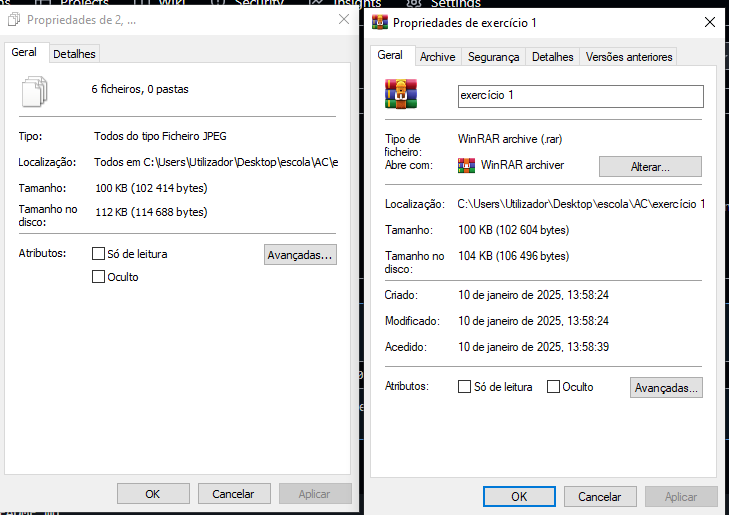 Projects
Wiki
Security
Insights
Settings
Propriedades de 2, ...
Geral
Detalhes
6 ficheiros, 0 pastas
Tipo:
Todos do tipo Ficheiro JPEG
Localização:
Todos em C:\Users\Utilizador\Desktop\escola\AC\e
Tamanho:
100 KB (102 414 bytes)
Tamanho no
disco:
112 KB (114 688 bytes)
Atributos:
Só de leitura
Avançadas...
Oculto
OK
Cancelar
Aplicar
Propriedades de exercício 1
Geral
Archive
Segurança
Detalhes
Versões anteriores
exercício 1
Tipo de
ficheiro:
WinRAR archive (.rar)
Abre com:
WinRAR archiver
Alterar...
Localização:
C:\Users\Utilizador\Desktop\escola\AC\exercício 1
Tamanho:
100 KB (102 604 bytes)
Tamanho no
disco:
104 KB (106 496 bytes)
Criado:
10 de janeiro de 2025, 13:58:24
Modificado:
10 de janeiro de 2025, 13:58:24
Acedido:
10 de janeiro de 2025, 13:58:39
Atributos:
Só de leitura
Oculto
Avançadas...
OK
Cancelar
Aplicar